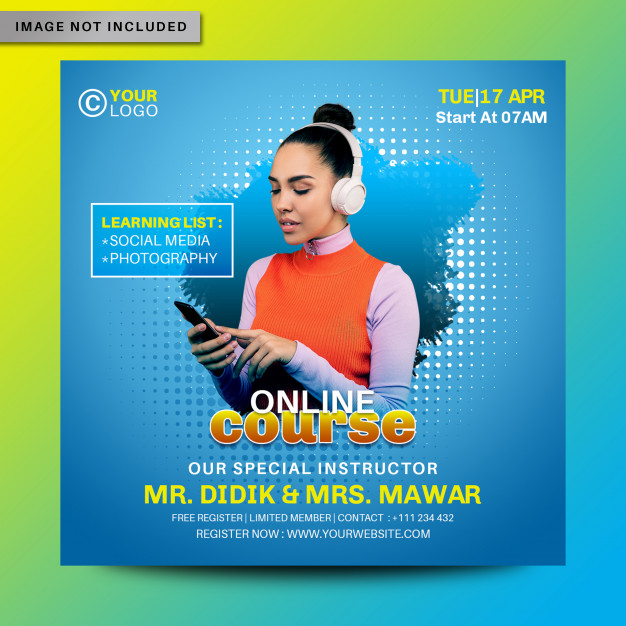 IMAGE NOT INCLUDED
© YOUR
LOGO
TUE|17 APR
Start At 07AM
LEARNING LIST :
*SOCIAL MEDIA
*PHOTOGRAPHY
ONLINE
course
OUR SPECIAL INSTRUCTOR
MR. DIDIK & MRS. MAWAR
FREE REGISTER | LIMITED MEMBER | CONTACT : +111 234 432
REGISTER NOW : WWW.YOURWEBSITE.COM